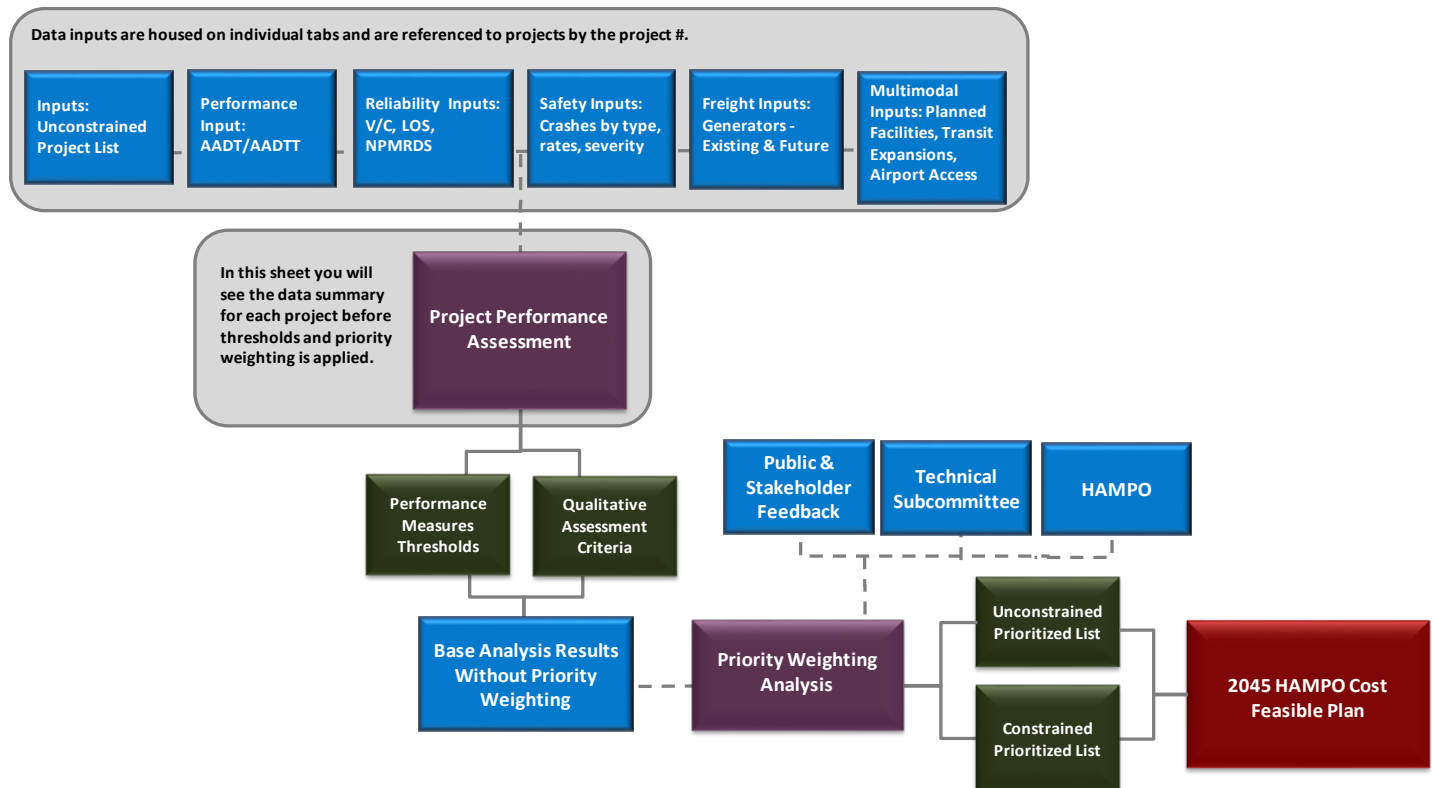 Data inputs are housed on individual tabs and are referenced to projects by the project #.
Inputs:
Unconstrained
Project List
Performance
Input:
AADT/AADTT
Reliability Inputs:
V/C, LOS,
NPMRDS
Safety Inputs:
Crashes by type,
rates, severity
Freight Inputs:
Generators -
Existing & Future
Multimodal
Inputs: Planned
Facilities, Transit
Expansions,
Airport Access
In this sheet you will
see the data summary
for each project before
thresholds and priority
weighting is applied.
Project Performance
Assessment
Performance
Measures
Thresholds
Qualitative
Assessment
Criteria
Public &
Stakeholder
Feedback
Technical
Subcommittee
HAMPO
Base Analysis Results
Without Priority
Weighting
Priority Weighting
Analysis
Unconstrained
Prioritized List
Constrained
Prioritized List
2045 HAMPO Cost
Feasible Plan